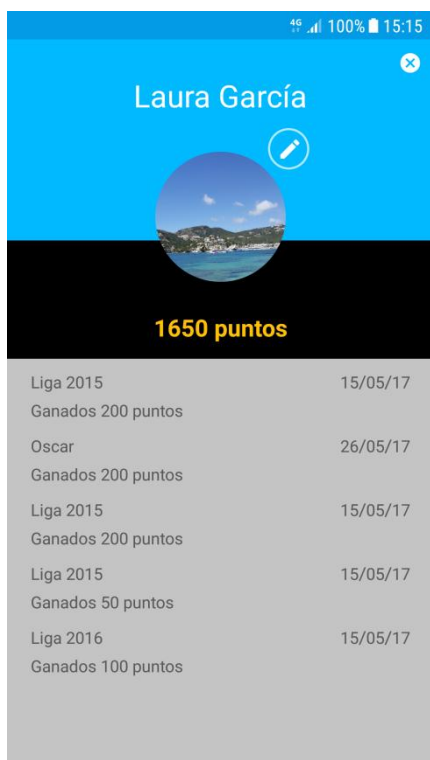 4G 100% 15:15
Laura García
1650 puntos
Liga 2015 15/05/17
Ganados 200 puntos
Oscar 26/05/17
Ganados 200 puntos
Liga 2015 15/05/17
Ganados 200 puntos
Liga 2015 15/05/17
Ganados 50 puntos
Liga 2016 15/05/17
Ganados 100 puntos